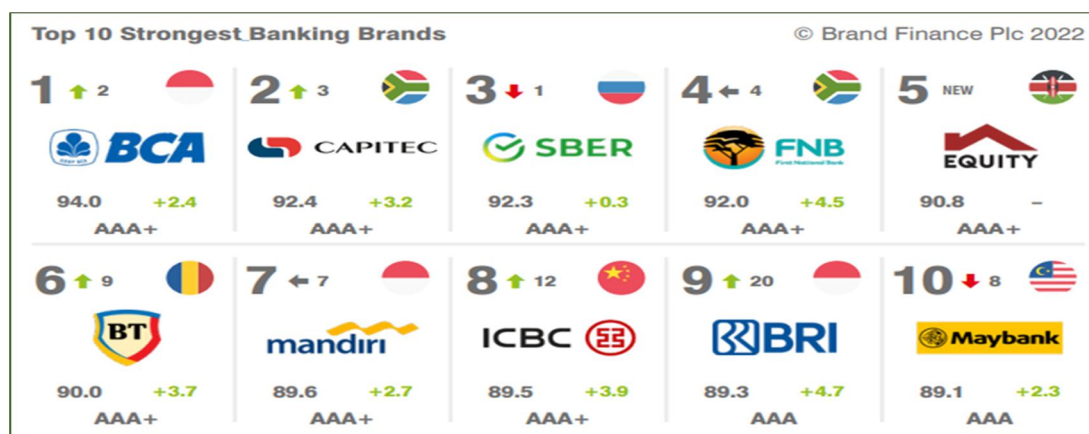 Top 10 Strongest Banking Brands
© Brand Finance Plc 2022
1 2
BCA
94.0 +2.4
AAA+
2 3
CAPITEC
92.4 +3.2
AAA+
3 1
SBER
92.3 +0.3
AAA+
4 4
FNB
First National Bank
92.0 +4.5
AAA+
5 NEW
EQUITY
90.8 –
AAA+
6 9
BT
90.0 +3.7
AAA+
7 7
mandiri
89.6 +2.7
AAA+
8 12
ICBC
89.5 +3.9
AAA+
9 20
BRI
89.3 +4.7
AAA
10 8
Maybank
89.1 +2.3
AAA